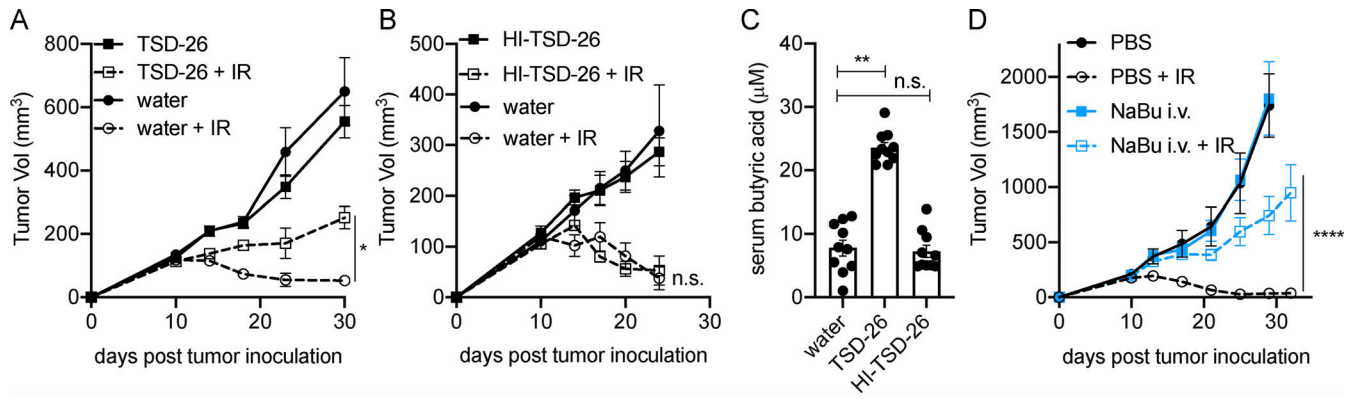 A
Tumor Vol (mm³)
800
600
400
200
0
0 10 20 30
days post tumor inoculation
TSD-26
TSD-26 + IR
water
water + IR
*
B
Tumor Vol (mm³)
500
400
300
200
100
0
0 10 20 30
days post tumor inoculation
HI-TSD-26
HI-TSD-26 + IR
water
water + IR
n.s.
C
serum butyric acid (μM)
40
30
20
10
0
**
n.s.
water
TSD-26
HI-TSD-26
D
Tumor Vol (mm³)
2000
1500
1000
500
0
0 10 20 30
days post tumor inoculation
PBS
PBS + IR
NaBu i.v.
NaBu i.v. + IR
****